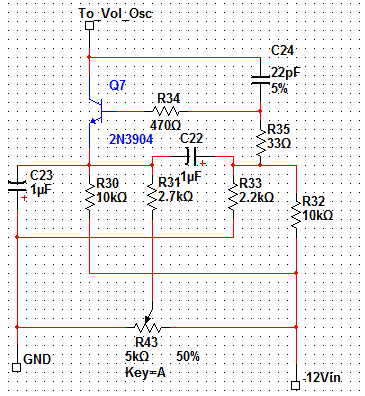 To_Vol_Osc
C24
22pF
5%
Q7
R34
470Ω
2N3904
R35
33Ω
C22
1µF
C23
1µF
R30
10kΩ
R31
2.7kΩ
R33
2.2kΩ
R32
10kΩ
R43
5kΩ 50%
Key=A
GND
-12Vin